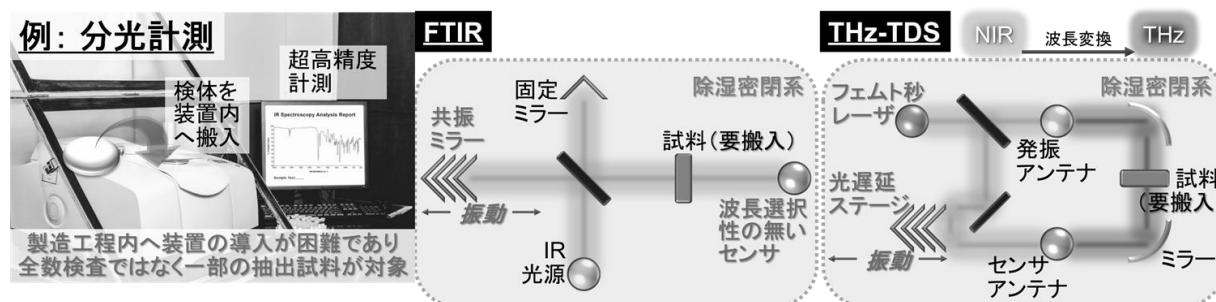 例: 分光計測
検体を
装置内
へ搬入
超高精度
計測
IR Spectroscopy Analysis Report
製造工程内へ装置の導入が困難であり
全数検査ではなく一部の抽出試料が対象
FTIR
除湿密閉系
固定
ミラー
共振
ミラー
試料(要搬入)
振動
波長選択
性の無い
センサ
IR
光源
THz-TDS
NIR
波長変換
THz
除湿密閉系
フェムト秒
レーザ
発振
アンテナ
試料
(要搬入)
光遅延
ステージ
振動
センサ
アンテナ
ミラー